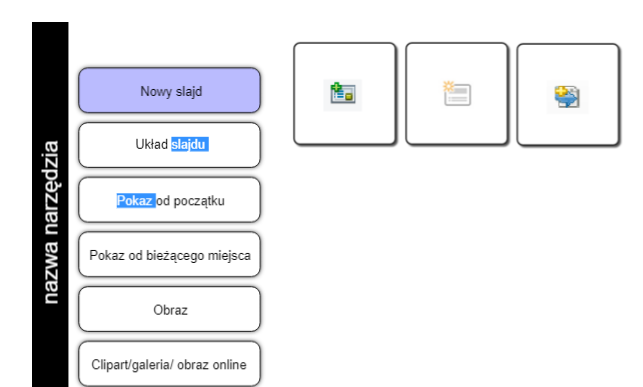 nazwa narzędzia
Nowy slajd
Układ slajdu
Pokaz od początku
Pokaz od bieżącego miejsca
Obraz
Clipart/galeria/ obraz online